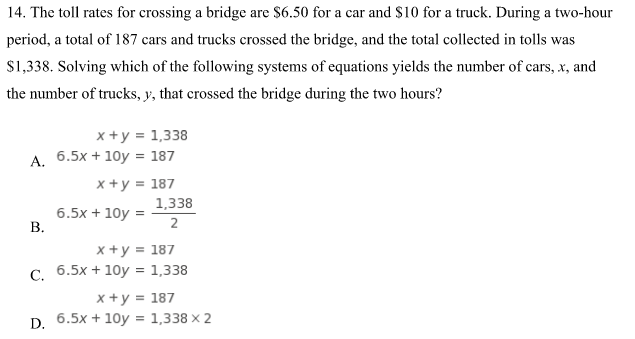 14. The toll rates for crossing a bridge are $6.50 for a car and $10 for a truck. During a two-hour
period, a total of 187 cars and trucks crossed the bridge, and the total collected in tolls was
$1,338. Solving which of the following systems of equations yields the number of cars, x, and
the number of trucks, y, that crossed the bridge during the two hours?
x + y = 1,338
A. 6.5x + 10y = 187
x + y = 187
B. 6.5x + 10y = 1,338/2
x + y = 187
C. 6.5x + 10y = 1,338
x + y = 187
D. 6.5x + 10y = 1,338 × 2